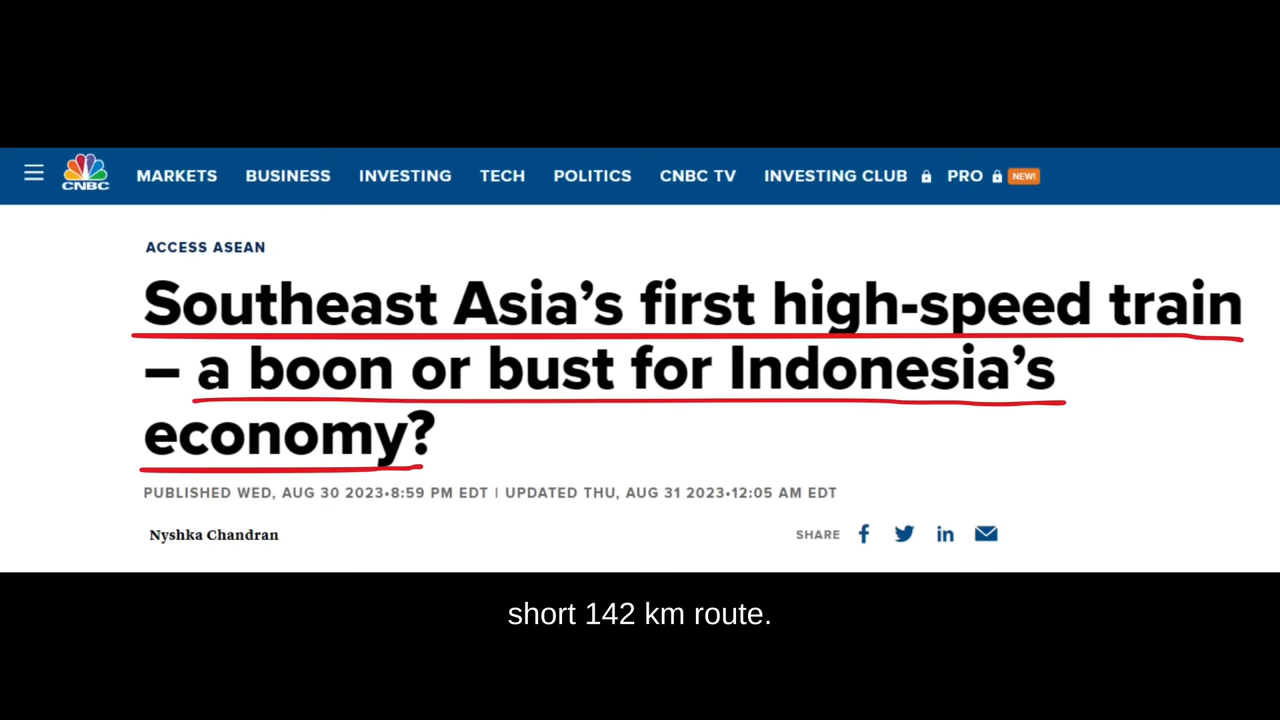 CNBC MARKETS BUSINESS INVESTING TECH POLITICS CNBC TV INVESTING CLUB PRO NEW!
ACCESS ASEAN
Southeast Asia’s first high-speed train
– a boon or bust for Indonesia’s
economy?
PUBLISHED WED, AUG 30 2023•8:59 PM EDT | UPDATED THU, AUG 31 2023•12:05 AM EDT
Nyshka Chandran SHARE
short 142 km route.